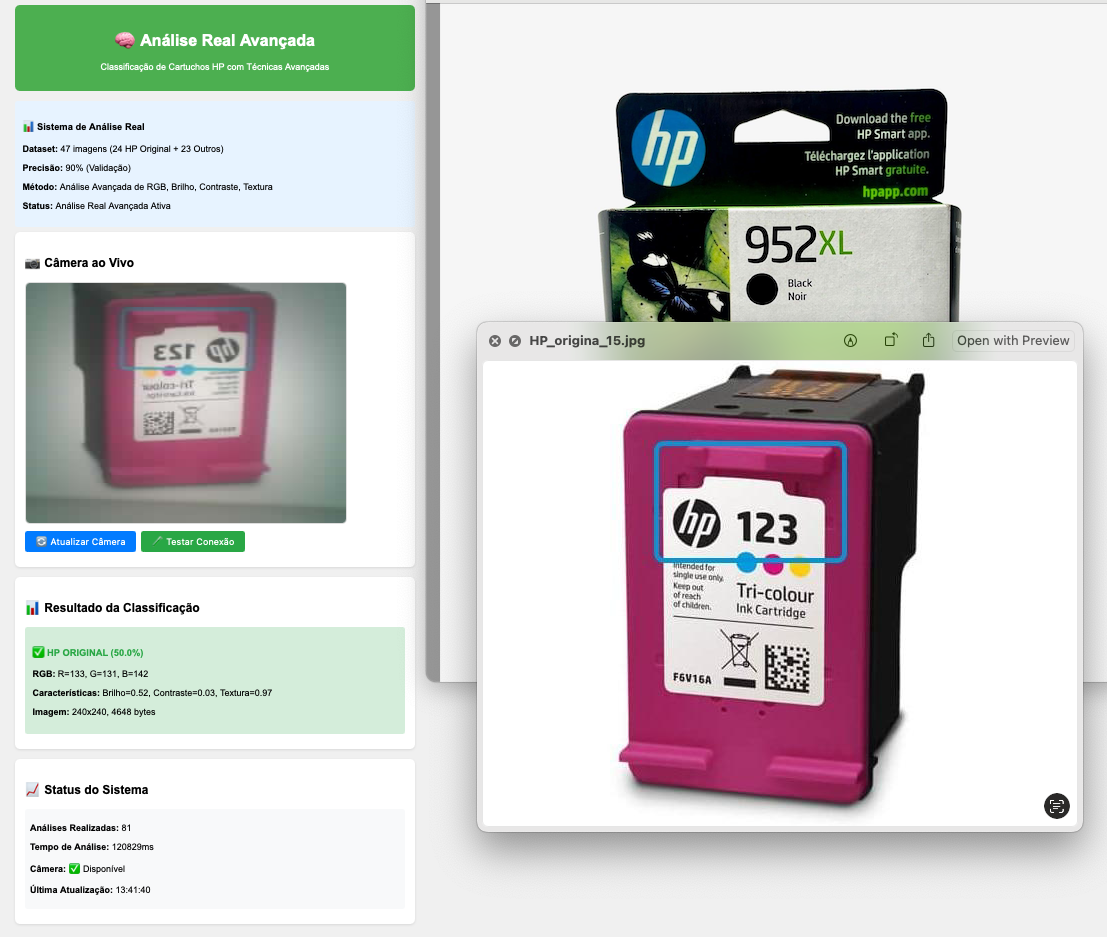 🧠 Análise Real Avançada
Classificação de Cartuchos HP com Técnicas Avançadas
📊 Sistema de Análise Real
Dataset: 47 imagens (24 HP Original + 23 Outros)
Precisão: 90% (Validação)
Método: Análise Avançada de RGB, Brilho, Contraste, Textura
Status: Análise Real Avançada Ativa
📷 Câmera ao Vivo
hp 123
Tri-colour
Ink Cartridge
Atualizar Câmera
Testar Conexão
📊 Resultado da Classificação
✅ HP ORIGINAL (50.0%)
RGB: R=133, G=131, B=142
Características: Brilho=0.52, Contraste=0.03, Textura=0.97
Imagem: 240x240, 4648 bytes
📈 Status do Sistema
Análises Realizadas: 81
Tempo de Análise: 120829ms
Câmera: ✅ Disponível
Última Atualização: 13:41:40
hp
Download the free
HP Smart app.
Téléchargez l'application
HP Smart gratuite.
hpapp.com
952XL
Black
Noir
HP_origina_15.jpg
Open with Preview
hp 123
Intended for
single use only.
Keep out
of reach
of children.
Tri-colour
Ink Cartridge
F6V16A